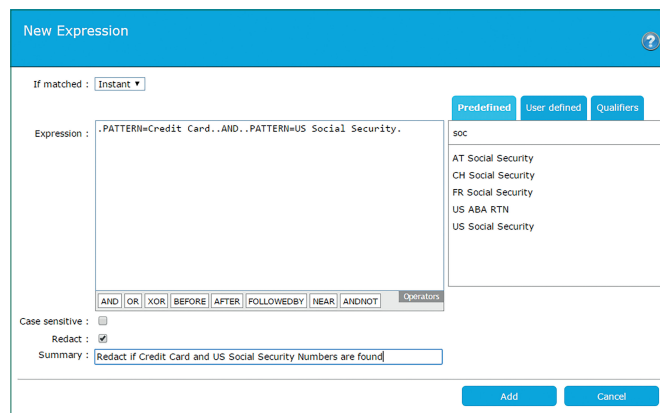 New Expression
?
If matched : Instant ▼
Predefined User defined Qualifiers
Expression : .PATTERN=Credit Card..AND..PATTERN=US Social Security.
soc
AT Social Security
CH Social Security
FR Social Security
US ABA RTN
US Social Security
AND OR XOR BEFORE AFTER FOLLOWEDBY NEAR ANDNOT Operators
Case sensitive :
Redact :
Summary : Redact if Credit Card and US Social Security Numbers are found
Add Cancel